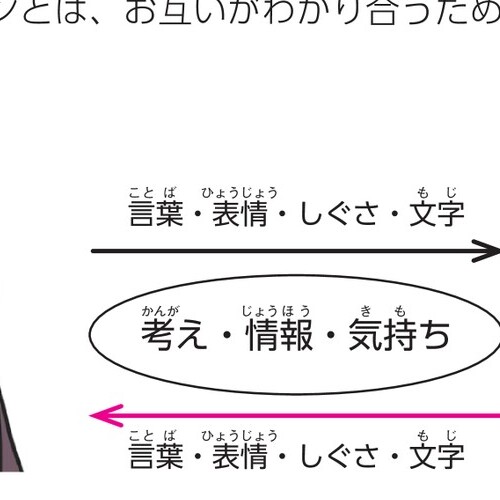 とは、お互いがわかり合うため
ことば ひょうじょう もじ
言葉・表情・しぐさ・文字
かんが じょうほう きも
考え・情報・気持ち
ことば ひょうじょう もじ
言葉・表情・しぐさ・文字